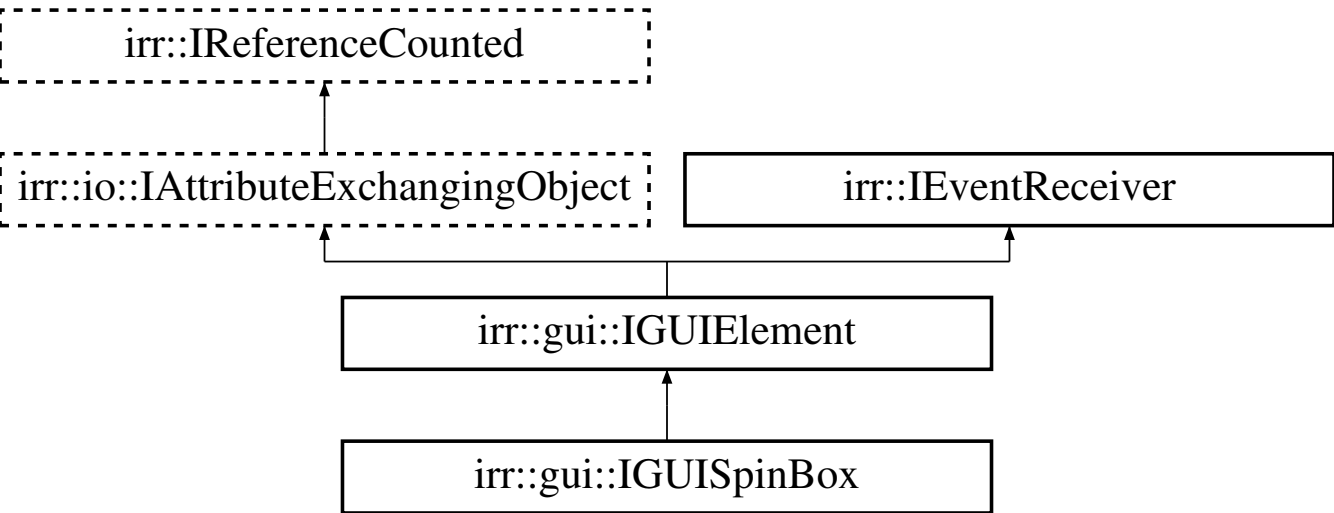 irr::IReferenceCounted
irr::io::IAttributeExchangingObject
irr::IEventReceiver
irr::gui::IGUIElement
irr::gui::IGUISpinBox